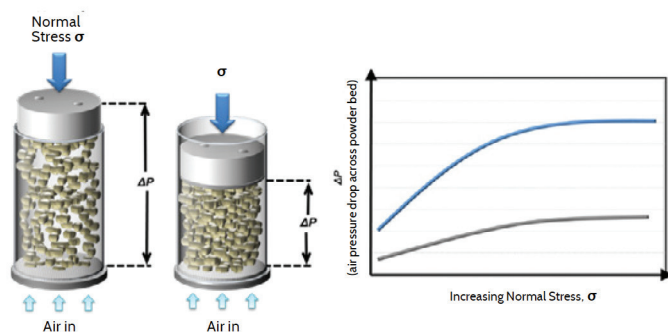 Normal
Stress σ
σ
ΔP
ΔP
Air in
Air in
ΔP
(air pressure drop across powder bed)
Increasing Normal Stress, σ